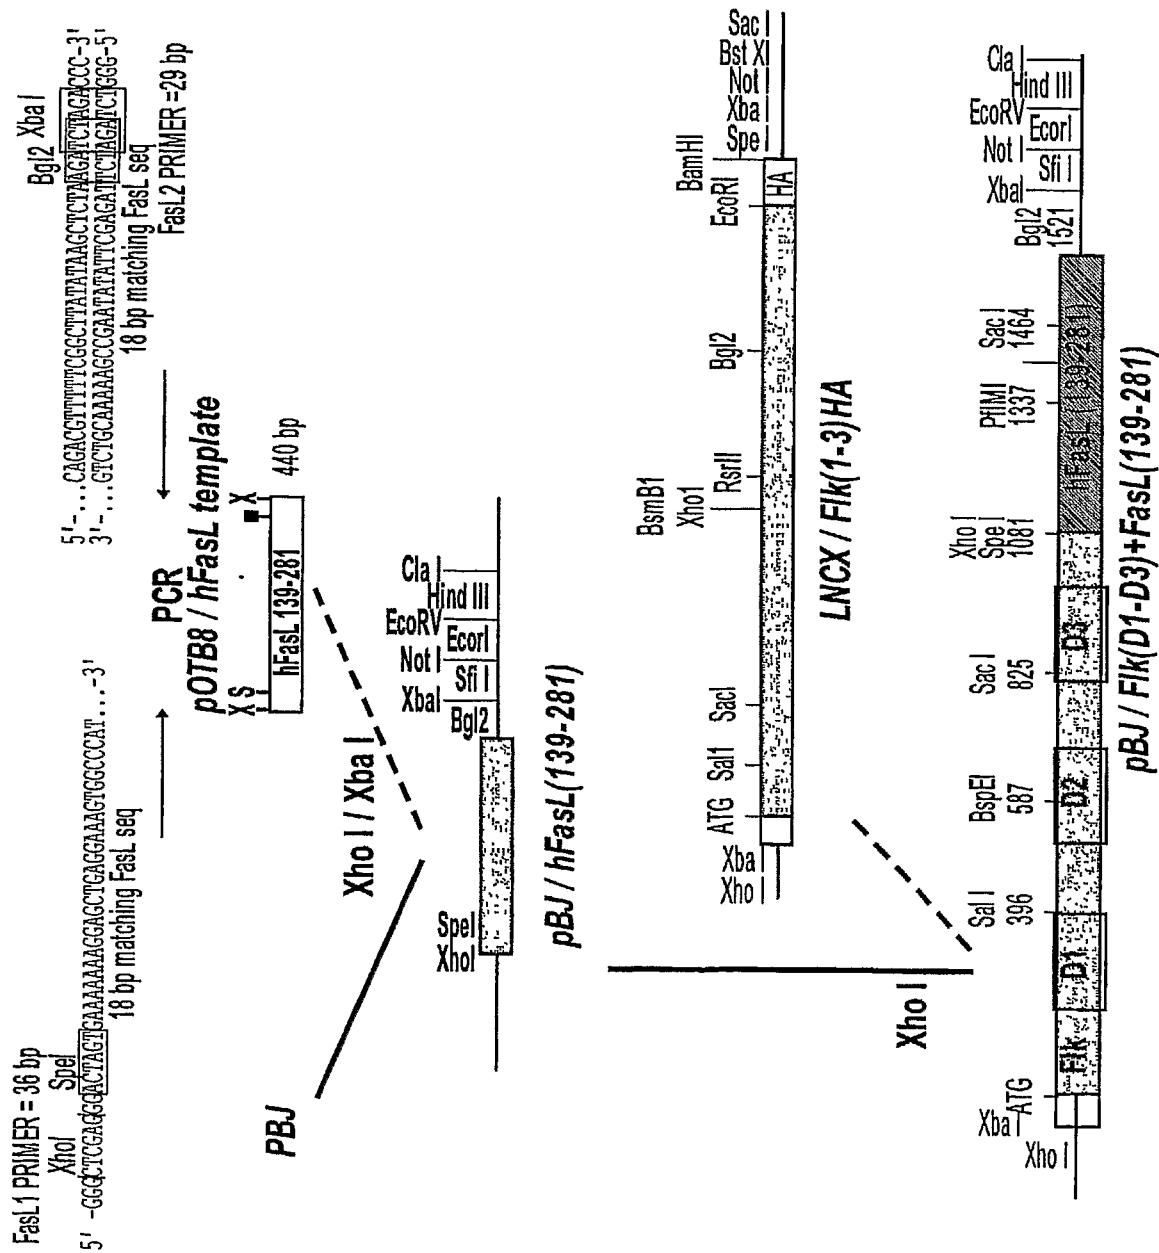 FasL1 PRIMER = 36 bp
XhoI SpeI
5' -GGGCTCGAGGGACTAGTGAAAAAAAGGAGCTGAGGAAAGTGGCCCAT...-3'
18 bp matching FasL seq
Bgl2 Xba I
5'-...CAGACGTTTTTCGGCTTATATAAGCTCTAAGATCTAGACCC-3'
3'-...GTCTGCAAAAAGCCGAATATATTCGAGATTCTAGATCTGGG-5'
18 bp matching FasL seq
FasL2 PRIMER =29 bp
PCR
pOTB8 / hFasL template
X S X
hFasL 139-281
440 bp
PBJ
Xho I / Xba I
XhoI SpeI Bgl2 XbaI Sfi I Not I EcorI EcoRV Hind III Cla I
pBJ / hFasL(139-281)
Xho I Xba I ATG Sal1 SacI Xho1 BsmB1 RsrII Bgl2 EcoRI BamHI Spe I Xba I Not I Bst XI Sac I
HA
LNCX / Flk(1-3)HA
Xho I
Xho I Xba I ATG Sal I BspEI Sac I Xho I Spe I PflMI Sac I Bgl2 XbaI Sfi I Not I EcorI EcoRV Hind III Cla I
396 587 825 1081 1337 1464 1521
Flk D1 D2 D3 hFasL (139-281)
pBJ / Flk(D1-D3)+FasL(139-281)